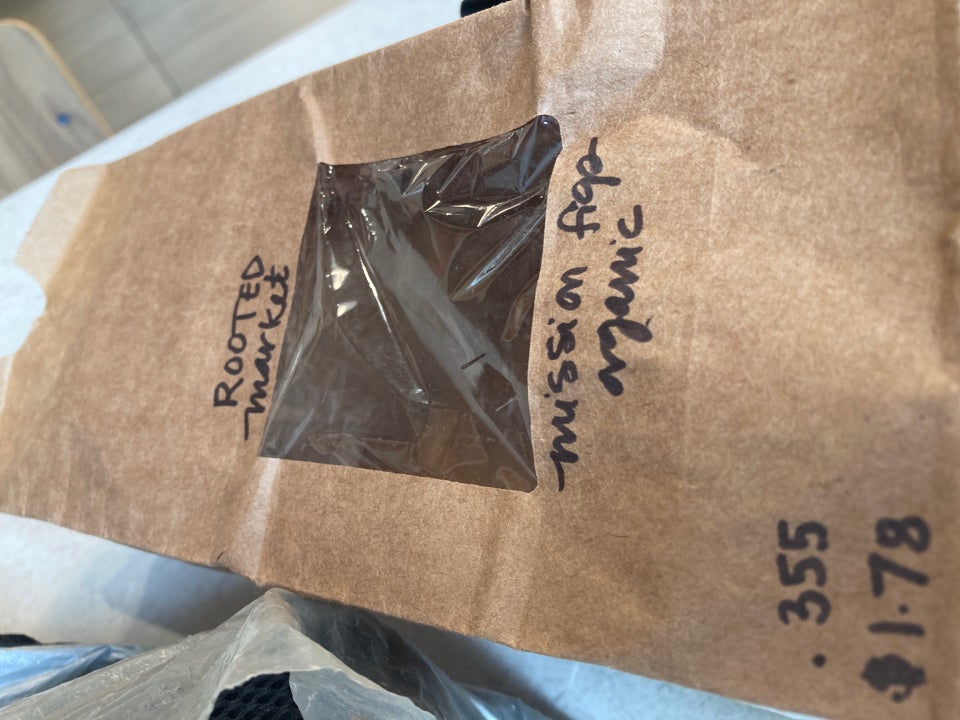 ROOTED
market
mission figs
organic
.355
$1.78